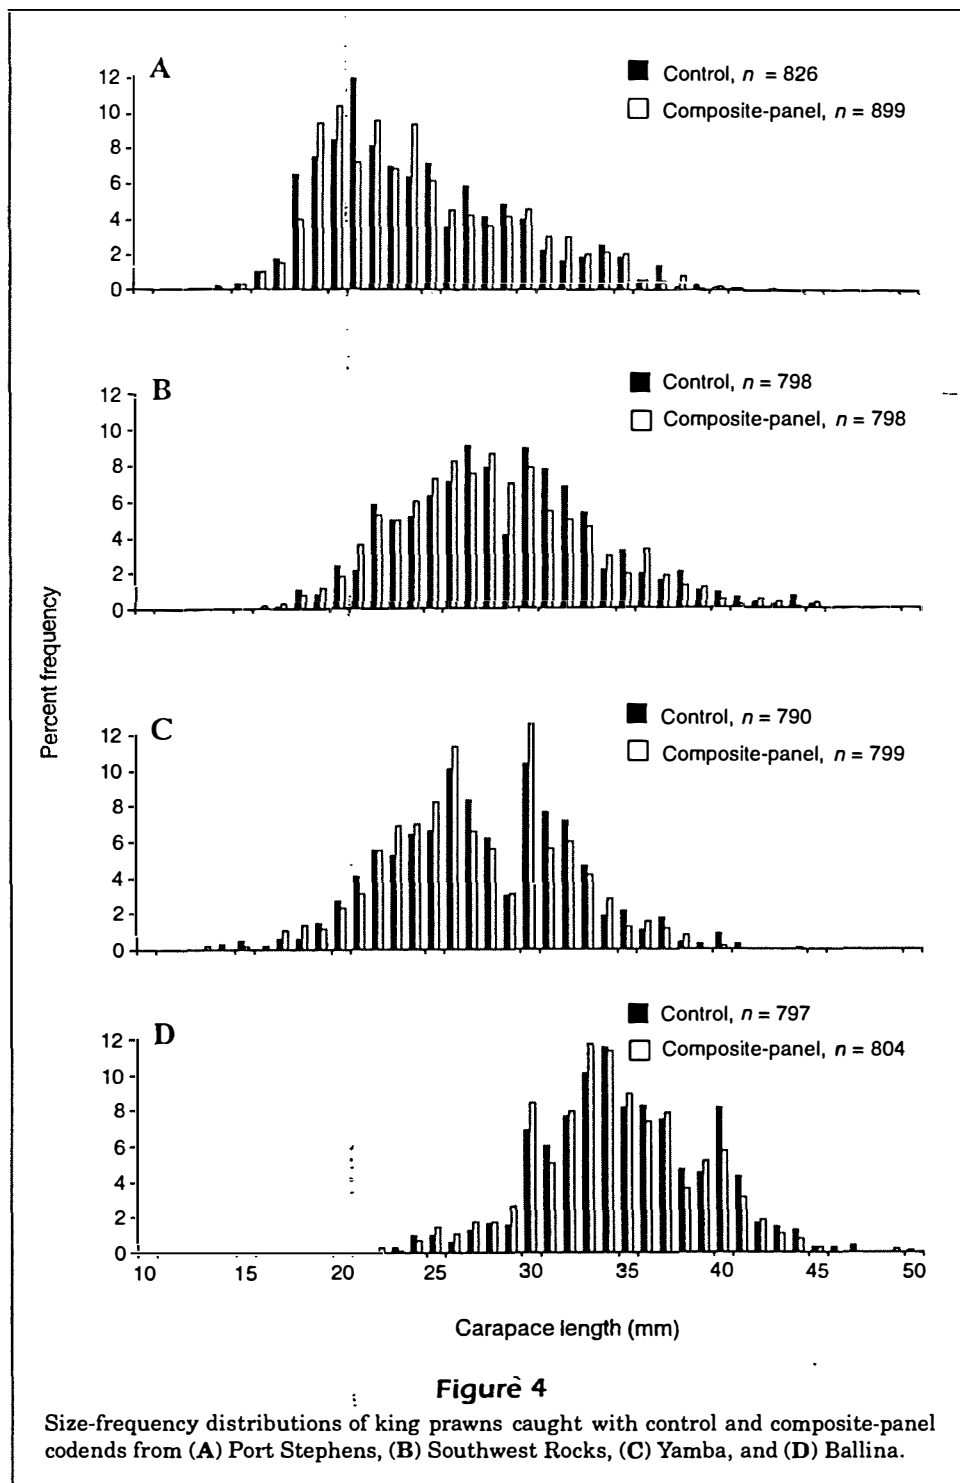 A
Control, n = 826
Composite-panel, n = 899
12
10
8
6
4
2
0
B
Control, n = 798
Composite-panel, n = 798
12
10
8
6
4
2
0
Percent frequency
C
Control, n = 790
Composite-panel, n = 799
12
10
8
6
4
2
0
D
Control, n = 797
Composite-panel, n = 804
12
10
8
6
4
2
0
10 15 20 25 30 35 40 45 50
Carapace length (mm)
Figure 4
Size-frequency distributions of king prawns caught with control and composite-panel
codends from (A) Port Stephens, (B) Southwest Rocks, (C) Yamba, and (D) Ballina.